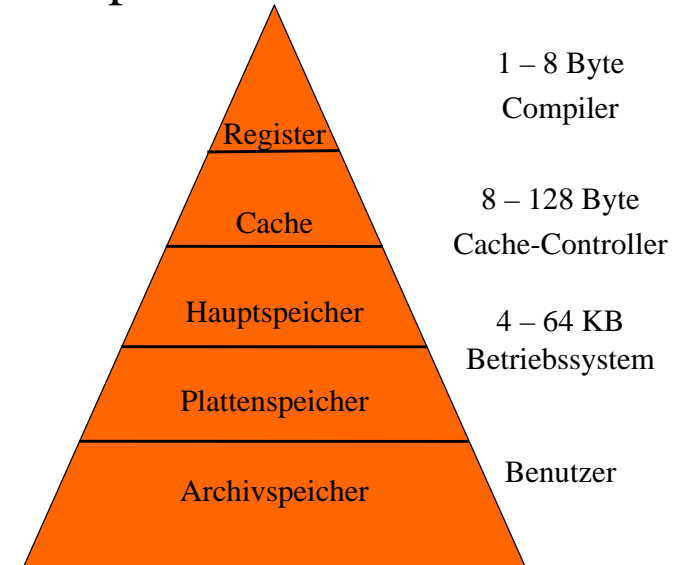 1 – 8 Byte
Compiler
Register
8 – 128 Byte
Cache
Cache-Controller
Hauptspeicher
4 – 64 KB
Betriebssystem
Plattenspeicher
Benutzer
Archivspeicher